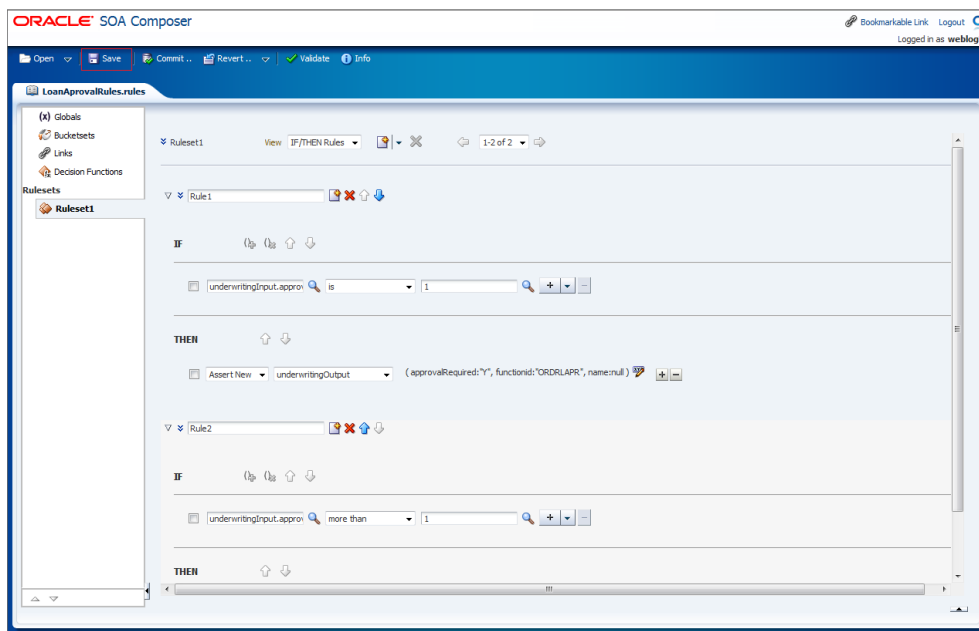 ORACLE SOA Composer
Bookmarkable Link Logout
Logged in as weblog
Open Save Commit .. Revert .. Validate Info
LoanAprovalRules.rules
(x) Globals
Bucketsets
Links
Decision Functions
Rulesets
Ruleset1
Ruleset1 View IF/THEN Rules 1-2 of 2
Rule1
IF
underwritingInput.approv is 1
THEN
Assert New underwritingOutput ( approvalRequired:"Y", functionid:"ORDRLAPR", name:null )
Rule2
IF
underwritingInput.approv more than 1
THEN